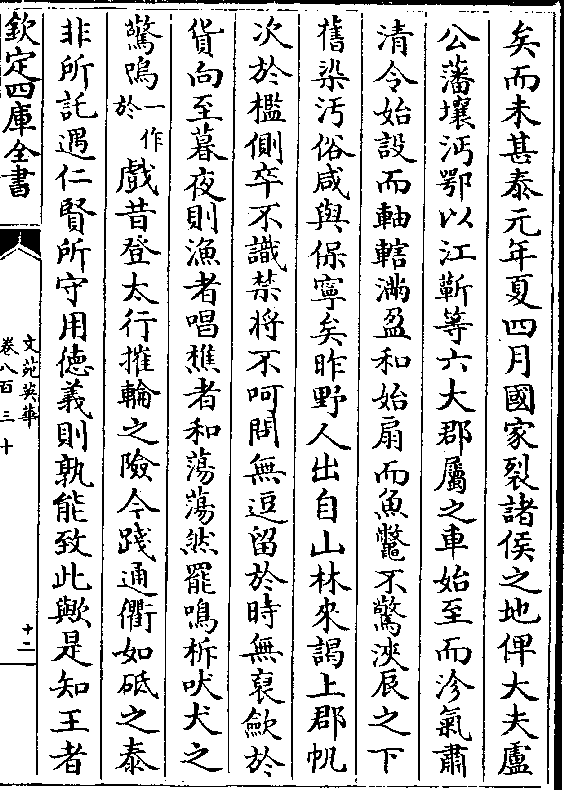 矣而未甚泰元年夏四月國家裂諸侯之地俾大夫盧
公藩壤沔鄂以江蘄等六大郡屬之車始至而沴氣肅
清令始設而軸轄滿盈和始扇而魚鼈不驚浹辰之下
舊染汚俗咸與保寧矣昨野人出自山林來謁上郡帆
次於檻側卒不識禁將不呵問無逗留於時無裒歛於
貨向至暮夜則漁者唱樵者和蕩蕩然罷鳴柝吠犬之
驚嗚一作於戲昔登太行摧輪之險今踐通衢如砥之泰
非所託遇仁賢所守用徳義則孰能致此歟是知王者
欽定四庫全書
文苑英華
卷八百三十
十二